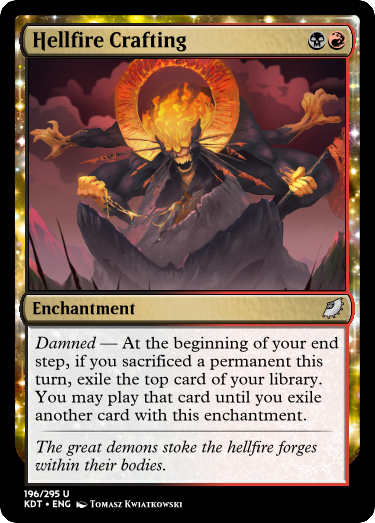 Hellfire Crafting
Enchantment
Damned — At the beginning of your end
step, if you sacrificed a permanent this
turn, exile the top card of your library.
You may play that card until you exile
another card with this enchantment.
The great demons stoke the hellfire forges
within their bodies.
196/295 U
KDT • ENG Tomasz Kwiatkowski